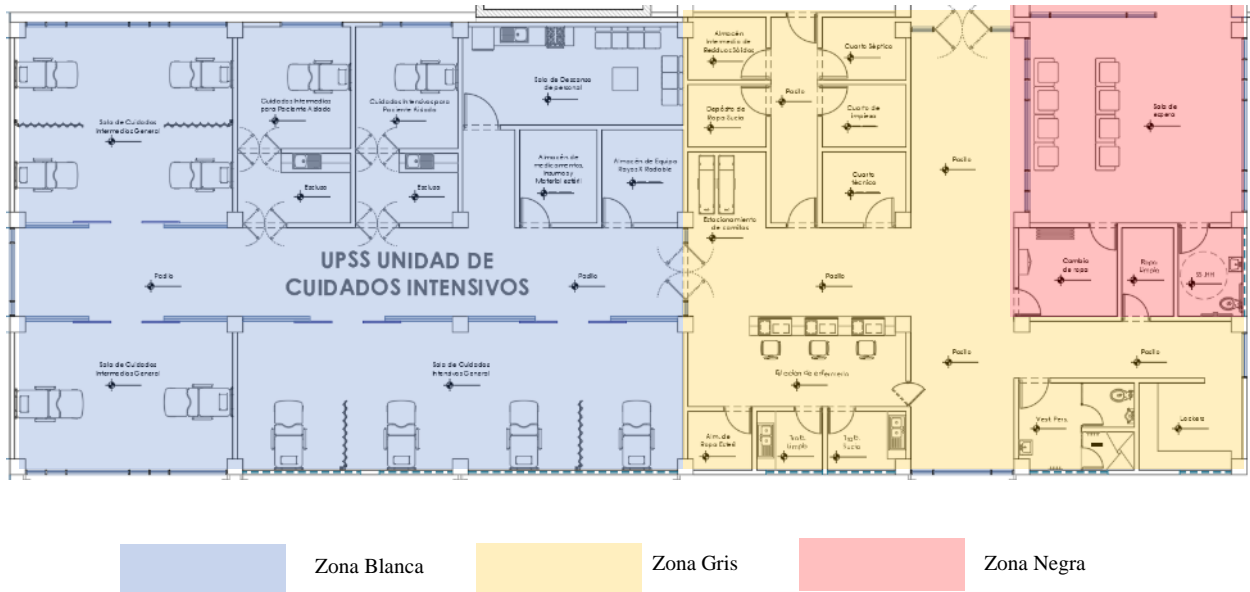 Almacén
Intermedio de
Residuos Sólidos
Cuarto Séptico
Sala de Descanso
de personal
Cuidados Intermedios
para Paciente Aislado
Cuidados Intensivos para
Paciente Aislado
Pasillo
Depósito de
Ropa Sucia
Cuarto de
Limpieza
Sala de
espera
Sala de Cuidados
Intermedios General
Almacén de
medicamentos,
Insumos y
Material estéril
Almacén de Equipo
Rayos X Rodable
Pasillo
Esclusa
Esclusa
Cuarto
técnico
Estacionamiento
de camillas
UPSS UNIDAD DE
CUIDADOS INTENSIVOS
Cambio
de ropa
Ropa
Limpia
SS.HH
Pasillo
Pasillo
Pasillo
Sala de Cuidados
Intermedios General
Sala de Cuidados
Intensivos General
Pasillo
Pasillo
Estación de enfermería
Vest. Pers.
Lockers
Alm. de
Ropa Esteril
Trab.
Limpio
Trab.
Sucio
Zona Blanca
Zona Gris
Zona Negra